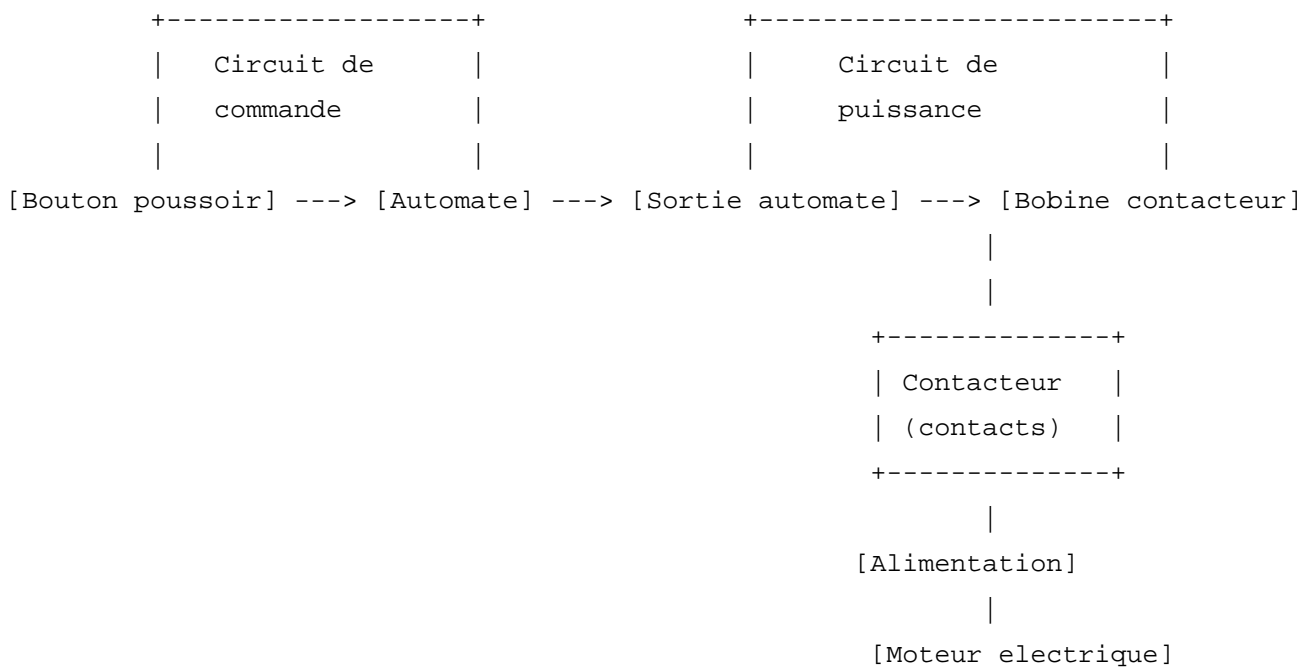 Circuit de Circuit de
commande puissance
[Bouton poussoir] ---> [Automate] ---> [Sortie automate] ---> [Bobine contacteur]
Contacteur
(contacts)
[Alimentation]
[Moteur electrique]